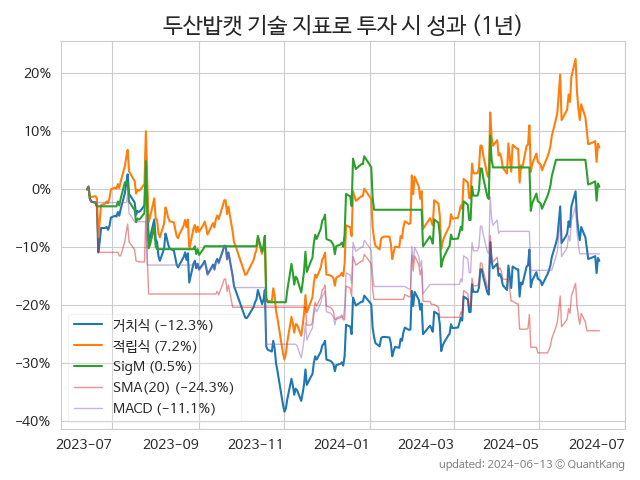 두산밥캣 기술 지표로 투자 시 성과 (1년)
20%
10%
0%
−10%
−20%
−30%
−40%
거치식 (−12.3%)
적립식 (7.2%)
SigM (0.5%)
SMA(20) (−24.3%)
MACD (−11.1%)
2023−07 2023−09 2023−11 2024−01 2024−03 2024−05 2024−07
updated: 2024−06−13 ⓒ QuantKang